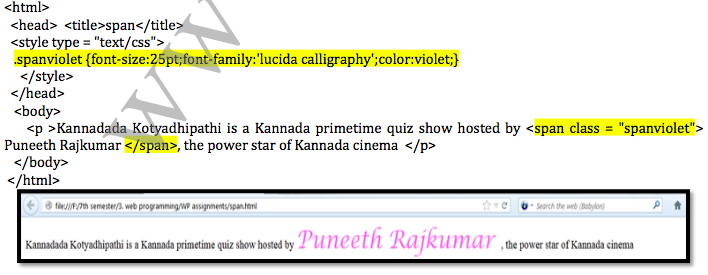 <html>
<head> <title>span</title>
<style type = "text/css">
.spanviolet {font-size:25pt;font-family:'lucida calligraphy';color:violet;}
</style>
</head>
<body>
<p >Kannadada Kotyadhipathi is a Kannada primetime quiz show hosted by <span class = "spanviolet">
Puneeth Rajkumar </span>, the power star of Kannada cinema </p>
</body>
</html>
file:///F:/7th semester/3. web programming/WP assignments/span.html
Search the web (Babylon)
Kannadada Kotyadhipathi is a Kannada primetime quiz show hosted by Puneeth Rajkumar , the power star of Kannada cinema
WW